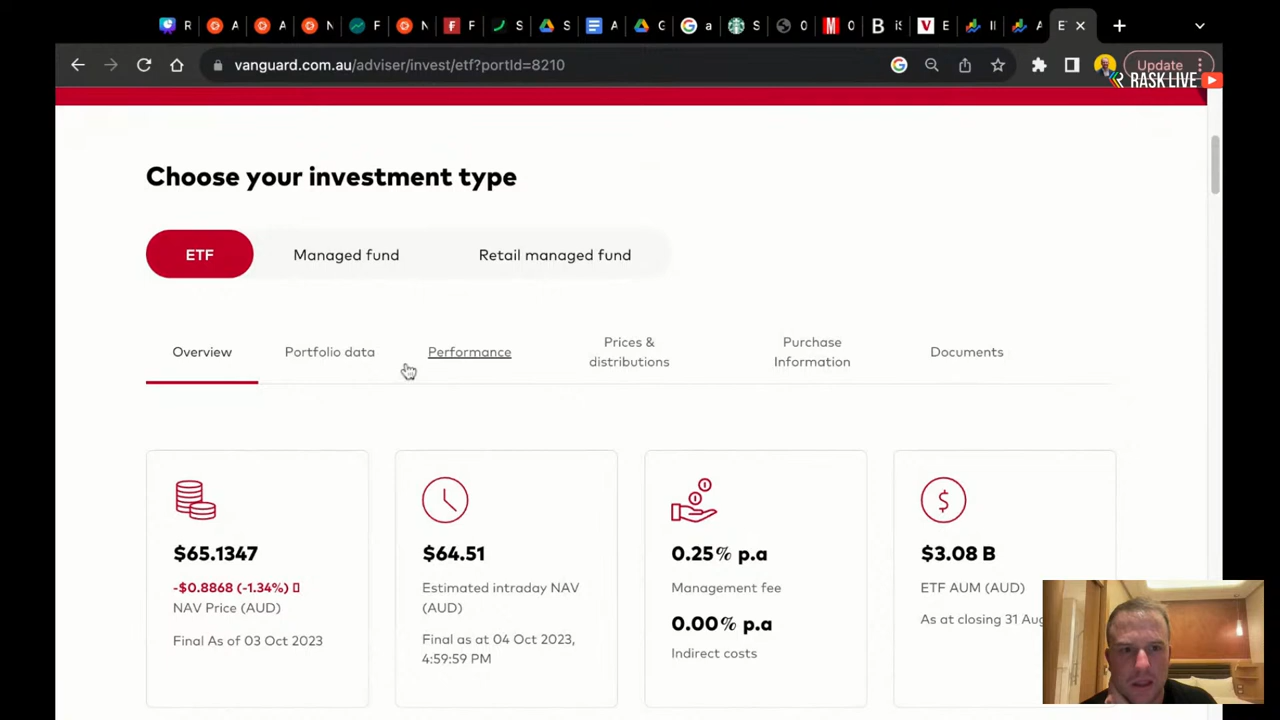 R
A
A
N
F
N
F
S
S
A
A
G
a
S
0
M
0
B
iS
V
E
II
A
E
vanguard.com.au/adviser/invest/etf?portId=8210
Update
RASK LIVE
Choose your investment type
ETF
Managed fund
Retail managed fund
Overview
Portfolio data
Performance
Prices &
distributions
Purchase
Information
Documents
$65.1347
-$0.8868 (-1.34%)
NAV Price (AUD)
Final As of 03 Oct 2023
$64.51
Estimated intraday NAV
(AUD)
Final as at 04 Oct 2023,
4:59:59 PM
0.25% p.a
Management fee
0.00% p.a
Indirect costs
$3.08 B
ETF AUM (AUD)
As at closing 31 Aug